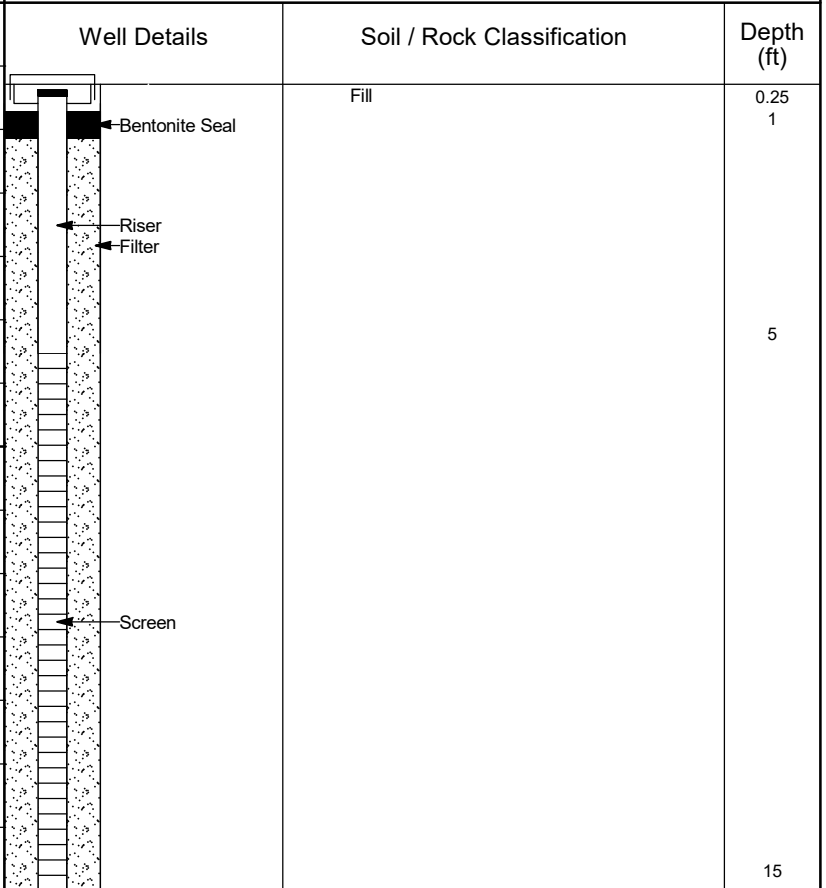 Well Details
Soil / Rock Classification
Depth
(ft)
Fill
0.25
1
Bentonite Seal
Riser
Filter
5
Screen
15